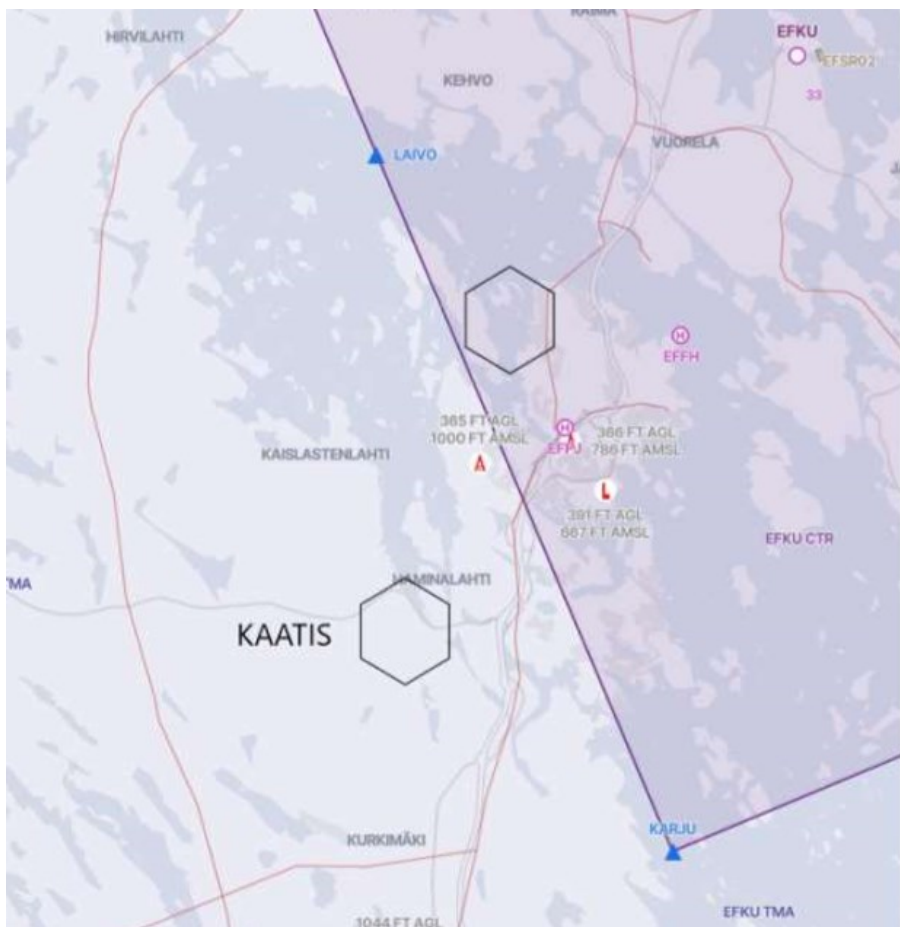 HIRVILAHTI
RAIMA
EFKU
EFSR02
33
KEHVO
VUORELA
LAIVO
EFFH
365 FT AGL
1000 FT AMSL
366 FT AGL
786 FT AMSL
EFPJ
KAISLASTENLAHTI
391 FT AGL
667 FT AMSL
EFKU CTR
TMA
HAMINALAHTI
KAATIS
KARJU
KURKIMÄKI
EFKU TMA
1044 FT AGL